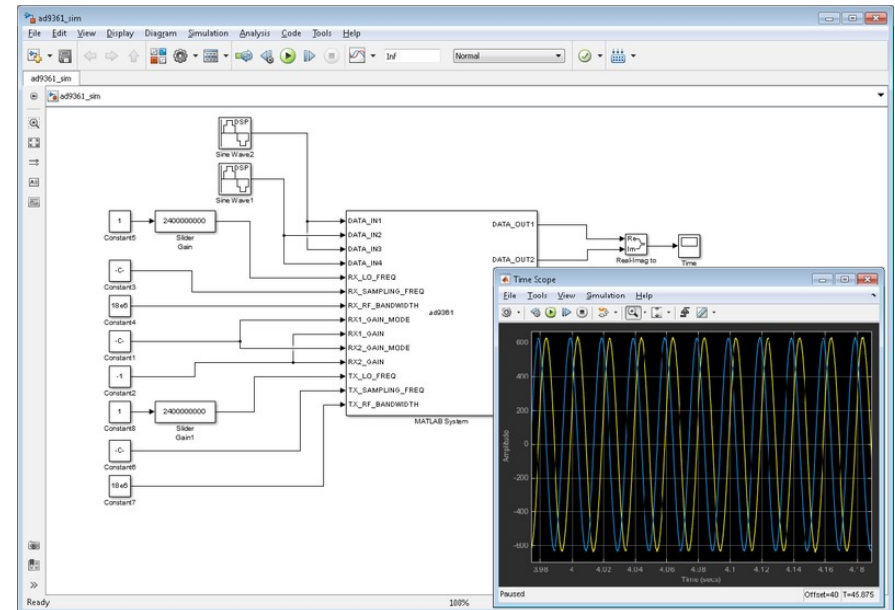 ad9361_sim
File Edit View Display Diagram Simulation Analysis Code Tools Help
Inf
Normal
ad9361_sim
ad9361_sim
DSP
Sine Wave2
DSP
Sine Wave1
1
Constant5
2400000000
Slider
Gain
-C-
Constant3
18e6
Constant4
-C-
Constant1
-1
Constant2
1
Constant8
2400000000
Slider
Gain1
-C-
Constant6
18e6
Constant7
DATA_IN1
DATA_IN2
DATA_IN3
DATA_IN4
RX_LO_FREQ
RX_SAMPLING_FREQ
RX_RF_BANDWIDTH
RX1_GAIN_MODE
RX1_GAIN
RX2_GAIN_MODE
RX2_GAIN
TX_LO_FREQ
TX_SAMPLING_FREQ
TX_RF_BANDWIDTH
ad9361
MATLAB System
DATA_OUT1
DATA_OUT2
Re
Im
Real-Imag to
Time
Time Scope
File Tools View Simulation Help
600
400
200
0
-200
-400
-600
Amplitude
3.98 4 4.02 4.04 4.06 4.08 4.1 4.12 4.14 4.16 4.18
Time (secs)
Paused
Offset=40 T=45.875
Ready
100%